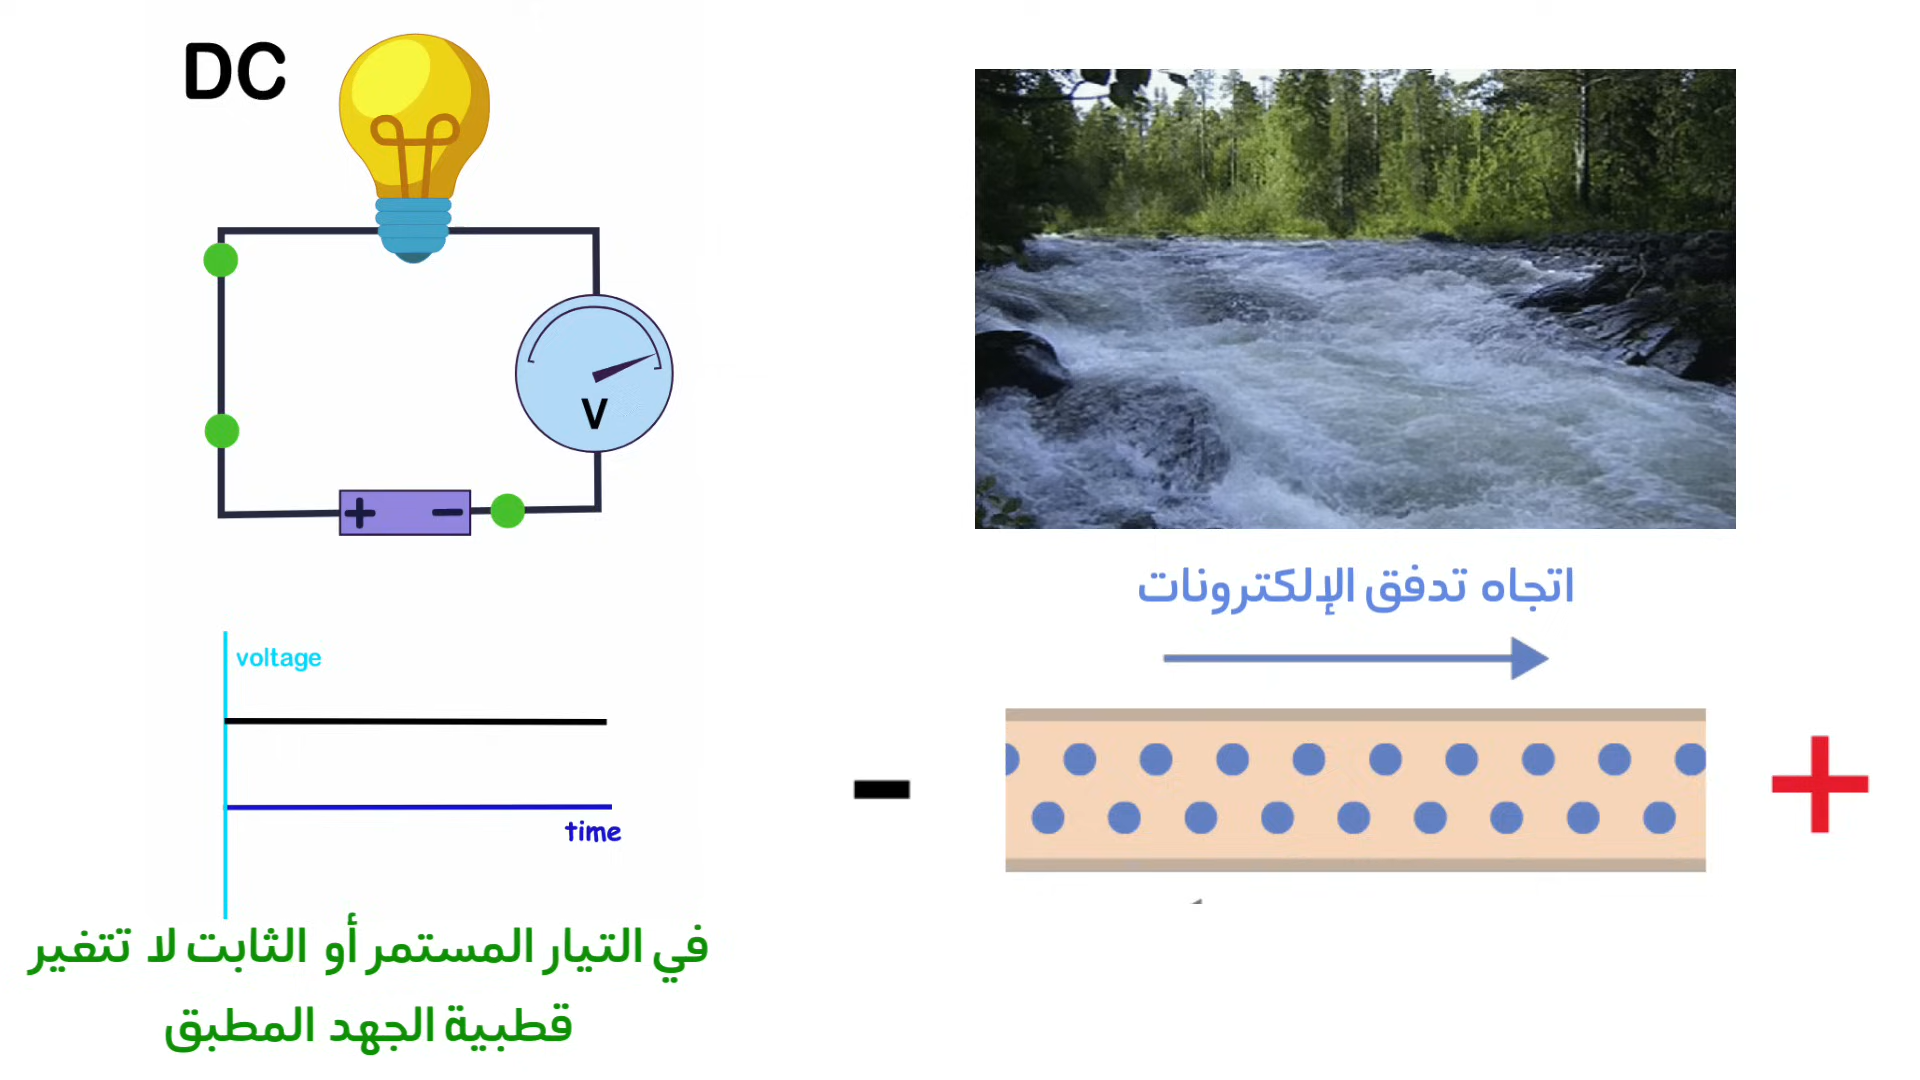 DC
V
voltage
time
في التيار المستمر أو الثابت لا تتغير
قطبية الجهد المطبق
اتجاه تدفق الإلكترونات